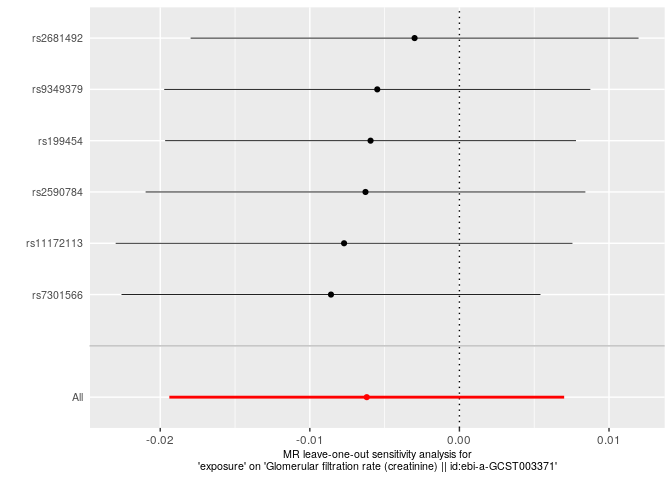 rs2681492
rs9349379
rs199454
rs2590784
rs11172113
rs7301566
All
-0.02 -0.01 0.00 0.01
MR leave-one-out sensitivity analysis for
'exposure' on 'Glomerular filtration rate (creatinine) || id:ebi-a-GCST003371'